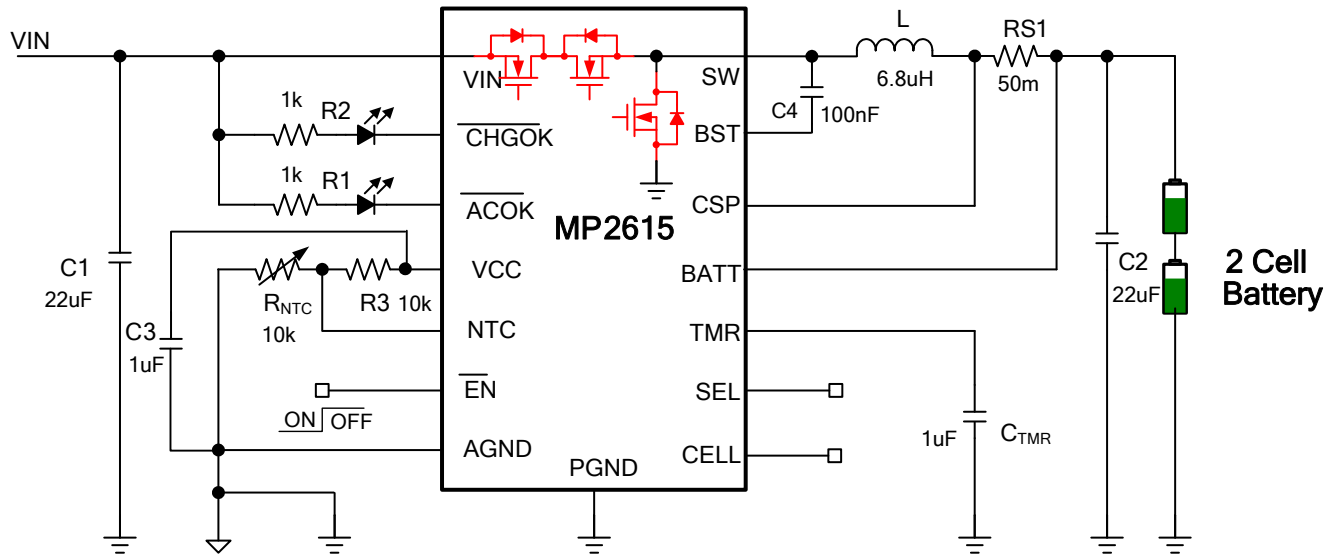 VIN
C1
22uF
1k
R2
1k
R1
C3
1uF
RNTC
10k
R3
10k
ON
OFF
VIN
CHGOK
ACOK
VCC
NTC
EN
AGND
PGND
MP2615
SW
BST
CSP
BATT
TMR
SEL
CELL
C4
100nF
L
6.8uH
RS1
50m
1uF
CTMR
C2
22uF
2 Cell
Battery